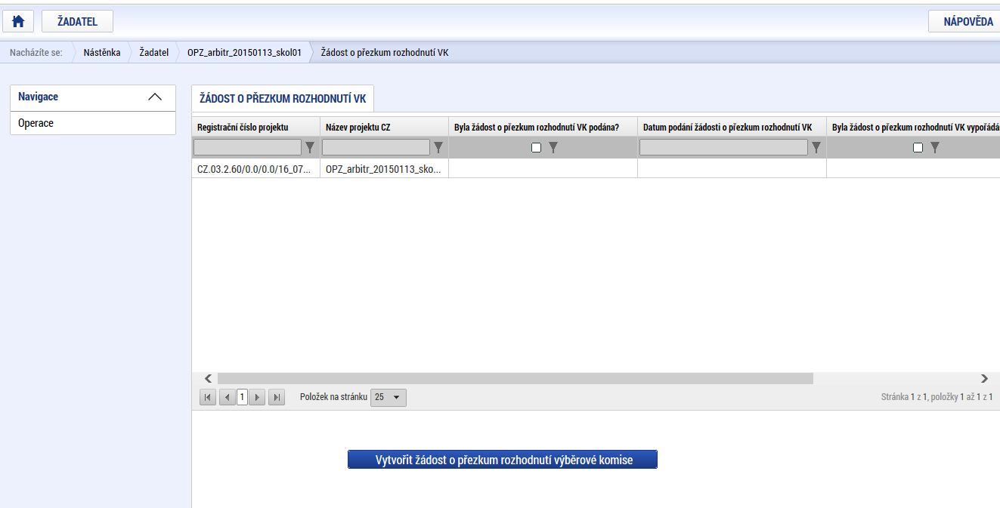 ŽADATEL
NÁPOVĚDA
Nacházíte se: Nástěnka Žadatel OPZ_arbitr_20150113_skol01 Žádost o přezkum rozhodnutí VK
Navigace
Operace
ŽÁDOST O PŘEZKUM ROZHODNUTÍ VK
Registrační číslo projektu Název projektu CZ Byla žádost o přezkum rozhodnutí VK podána? Datum podání žádosti o přezkum rozhodnutí VK Byla žádost o přezkum rozhodnutí VK vypořádán
CZ.03.2.60/0.0/0.0/16_07... OPZ_arbitr_20150113_sko...
1 Položek na stránku 25 Stránka 1 z 1, položky 1 až 1 z 1
Vytvořit žádost o přezkum rozhodnutí výběrové komise